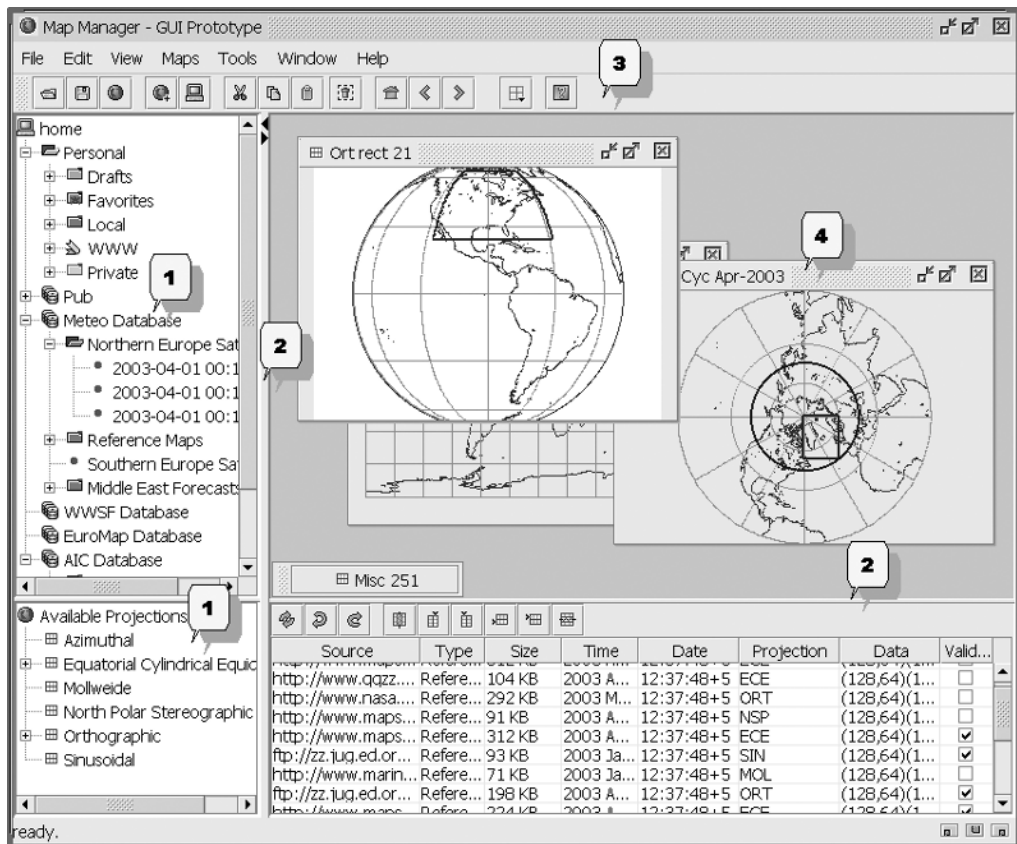 Map Manager - GUI Prototype
File Edit View Maps Tools Window Help
3
home
Personal
Drafts
Favorites
Local
WWW
Private
1
Pub
Meteo Database
2
Northern Europe Sat
2003-04-01 00:1
2003-04-01 00:1
2003-04-01 00:1
Reference Maps
Southern Europe Sa
Middle East Forecasts
WWSF Database
EuroMap Database
AIC Database
Ort rect 21
4
Cyc Apr-2003
2
Misc 251
1
Available Projections
Azimuthal
Equatorial Cylindrical Equic
Mollweide
North Polar Stereographic
Orthographic
Sinusoidal
Source Type Size Time Date Projection Data Valid...
http://www.qqzz.... Refere... 104 KB 2003 A... 12:37:48+5 ECE (128,64)(1...
http://www.nasa.... Refere... 292 KB 2003 M... 12:37:48+5 ORT (128,64)(1...
http://www.maps... Refere... 91 KB 2003 A... 12:37:48+5 NSP (128,64)(1...
http://www.maps... Refere... 312 KB 2003 A... 12:37:48+5 ECE (128,64)(1...
ftp://zz.jug.ed.or... Refere... 93 KB 2003 Ja... 12:37:48+5 SIN (128,64)(1...
http://www.marin... Refere... 71 KB 2003 Ja... 12:37:48+5 MOL (128,64)(1...
ftp://zz.jug.ed.or... Refere... 198 KB 2003 A... 12:37:48+5 ORT (128,64)(1...
ready.